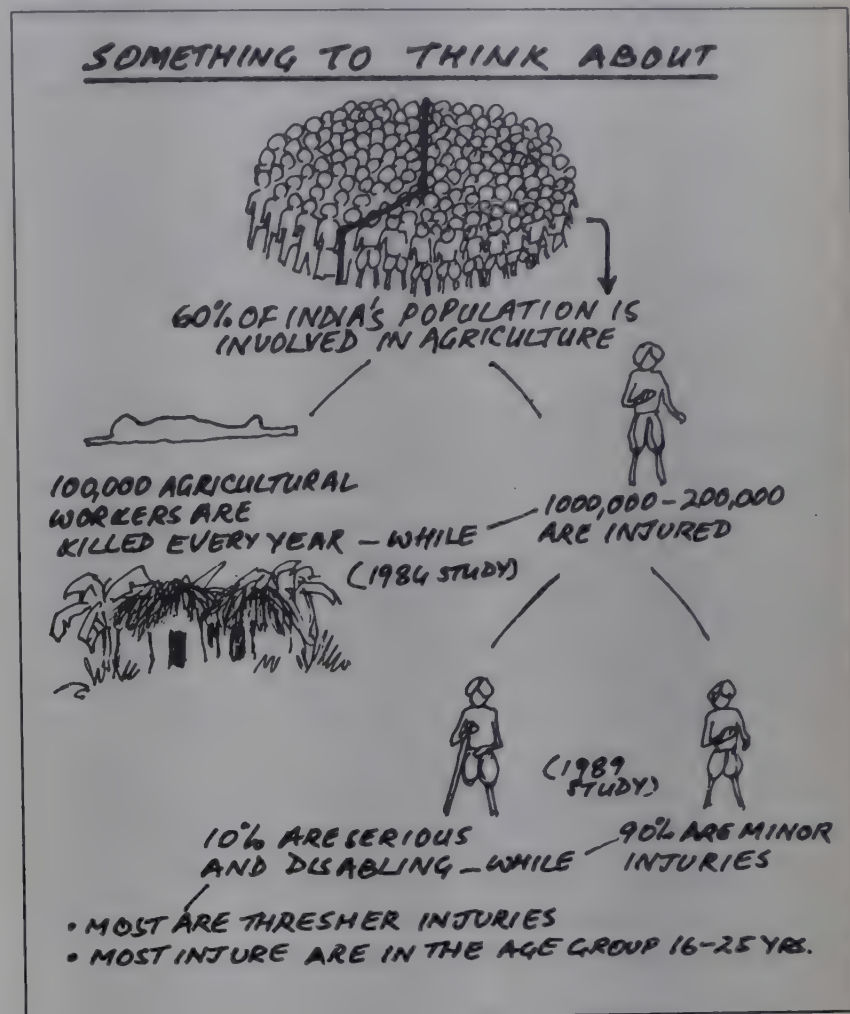 SOMETHING TO THINK ABOUT
60% OF INDIA'S POPULATION IS
INVOLVED IN AGRICULTURE
100,000 AGRICULTURAL
WORKERS ARE
KILLED EVERY YEAR – WHILE
(1984 STUDY)
1000,000 – 200,000
ARE INJURED
10% ARE SERIOUS
AND DISABLING – WHILE
(1989
STUDY)
90% ARE MINOR
INJURIES
• MOST ARE THRESHER INJURIES
• MOST INJURE ARE IN THE AGE GROUP 16–25 YRS.